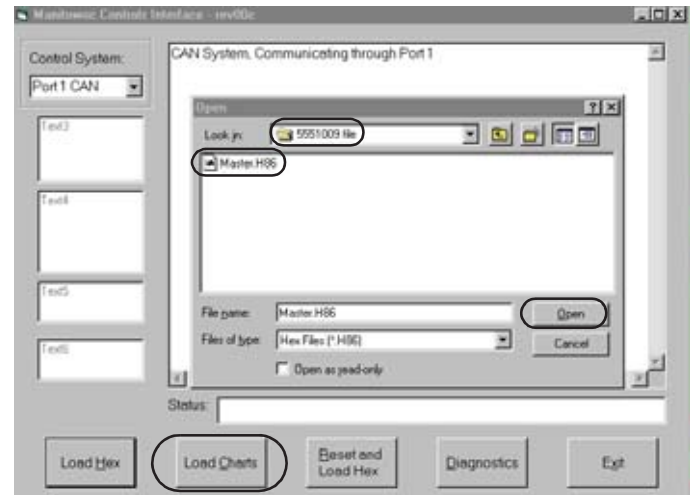 Manitowoc Controls Interface - rev00c
Control System:
Port 1 CAN
Text3
Text4
Text5
Text6
CAN System, Communicating through Port 1
Open
Look in:
5551009 file
Master.H86
File name:
Master.H86
Open
Files of type:
Hex Files (*.H86)
Cancel
Open as read-only
Status:
Load Hex
Load Charts
Reset and
Load Hex
Diagnostics
Exit